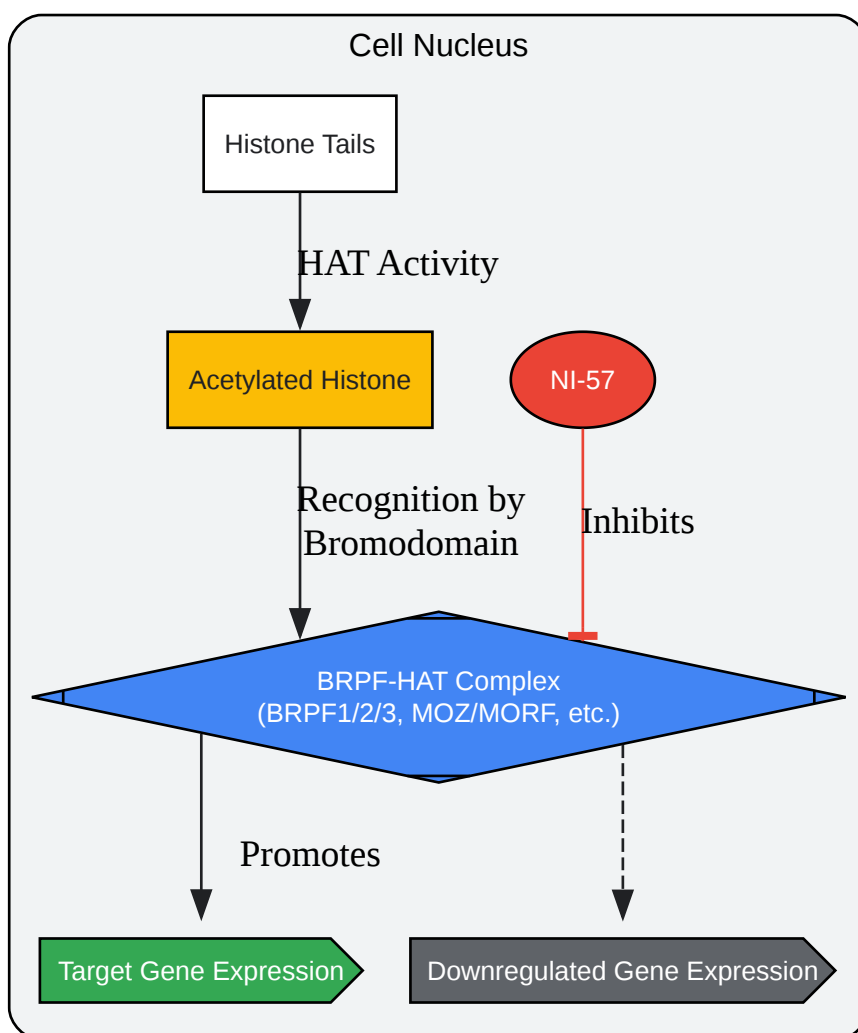 Cell Nucleus
Histone Tails
HAT Activity
Acetylated Histone
NI-57
Recognition by
Bromodomain
Inhibits
BRPF-HAT Complex
(BRPF1/2/3, MOZ/MORF, etc.)
Promotes
Target Gene Expression
Downregulated Gene Expression